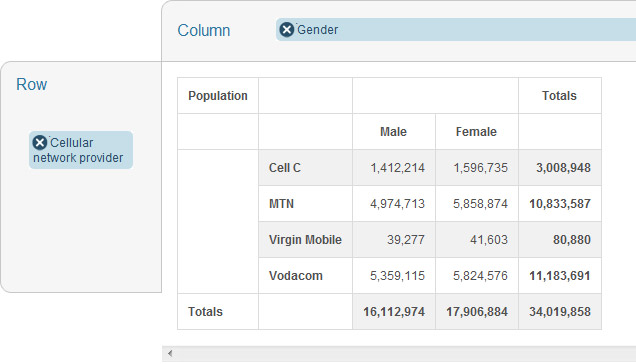 Column
Gender
Row
Cellular
network provider
Population Totals
Male Female
Cell C 1,412,214 1,596,735 3,008,948
MTN 4,974,713 5,858,874 10,833,587
Virgin Mobile 39,277 41,603 80,880
Vodacom 5,359,115 5,824,576 11,183,691
Totals 16,112,974 17,906,884 34,019,858